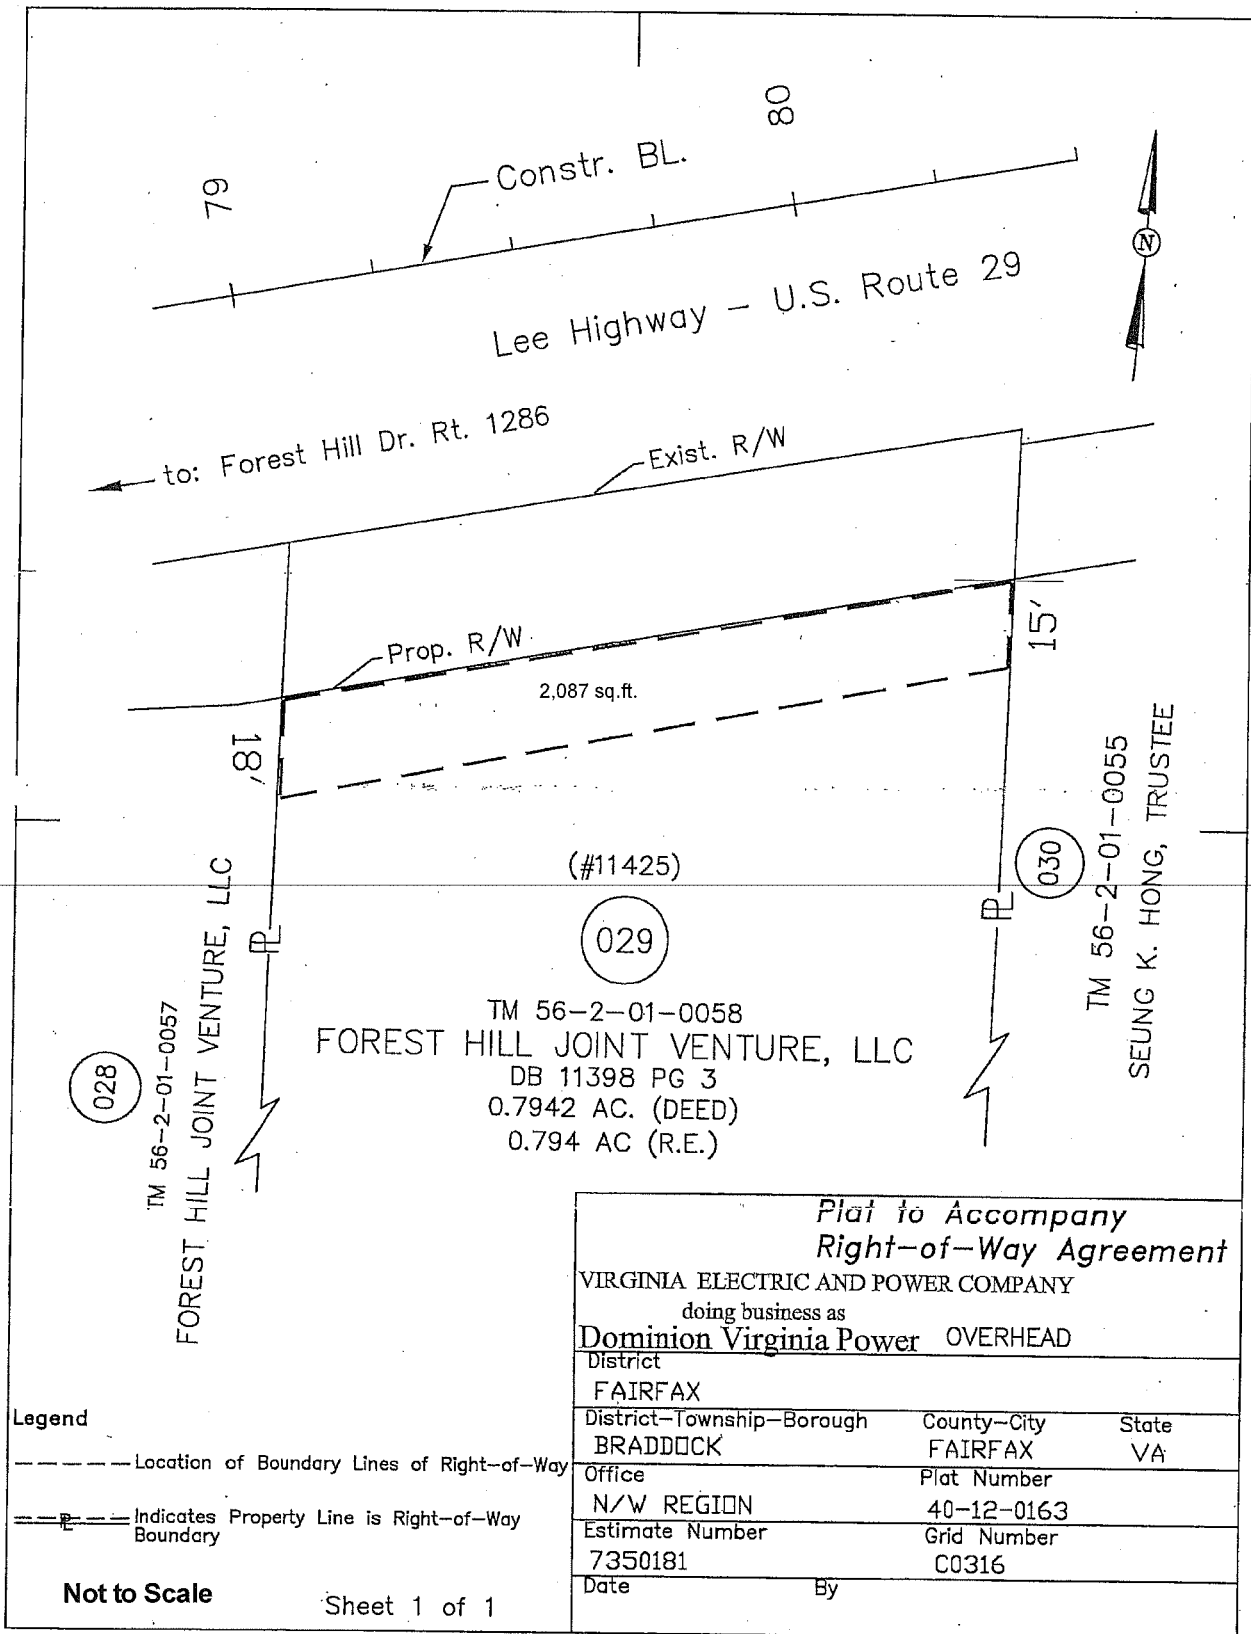 80
79
Constr. BL.
N
Lee Highway - U.S. Route 29
to: Forest Hill Dr. Rt. 1286
Exist. R/W
Prop. R/W
15'
2,087 sq.ft.
18'
(#11425)
029
TM 56-2-01-0058
FOREST HILL JOINT VENTURE, LLC
DB 11398 PG 3
0.7942 AC. (DEED)
0.794 AC (R.E.)
PL
PL
030
TM 56-2-01-0055
SEUNG K. HONG, TRUSTEE
028
TM 56-2-01-0057
FOREST HILL JOINT VENTURE, LLC
Plat to Accompany
Right-of-Way Agreement
VIRGINIA ELECTRIC AND POWER COMPANY
doing business as
Dominion Virginia Power OVERHEAD
District
FAIRFAX
District-Township-Borough County-City State
BRADDOCK FAIRFAX VA
Office Plat Number
N/W REGION 40-12-0163
Estimate Number Grid Number
7350181 C0316
Date By
Legend
Location of Boundary Lines of Right-of-Way
PL Indicates Property Line is Right-of-Way
Boundary
Not to Scale
Sheet 1 of 1